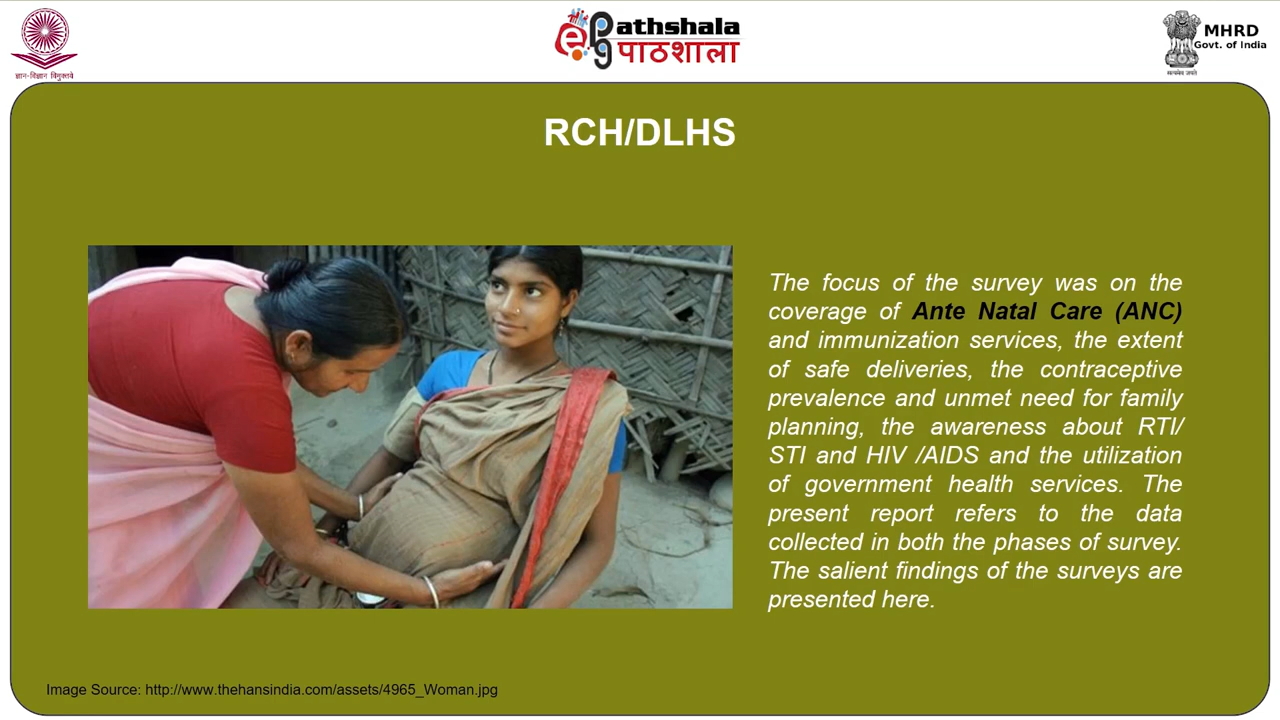 ज्ञान-विज्ञान विमुक्तये
ePathshala
पाठशाला
MHRD
Govt. of India
सत्यमेव जयते
RCH/DLHS
The focus of the survey was on the
coverage of Ante Natal Care (ANC)
and immunization services, the extent
of safe deliveries, the contraceptive
prevalence and unmet need for family
planning, the awareness about RTI/
STI and HIV /AIDS and the utilization
of government health services. The
present report refers to the data
collected in both the phases of survey.
The salient findings of the surveys are
presented here.
Image Source: http://www.thehansindia.com/assets/4965_Woman.jpg